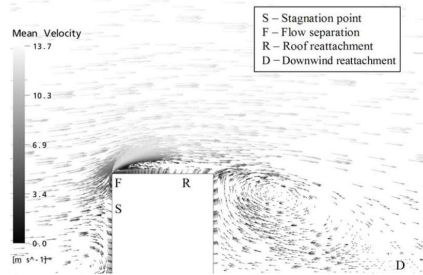 Mean Velocity
13.7
10.3
6.9
3.4
0.0
[m s^-1]
S – Stagnation point
F – Flow separation
R – Roof reattachment
D – Downwind reattachment
F
R
S
D